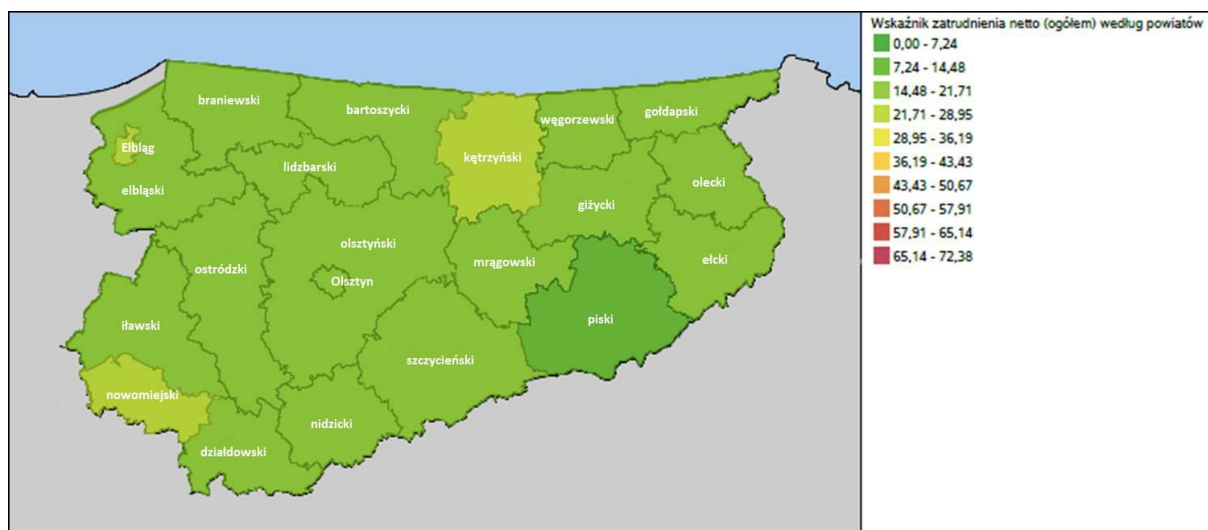 Wskaźnik zatrudnienia netto (ogółem) według powiatów
0,00 - 7,24
7,24 - 14,48
14,48 - 21,71
21,71 - 28,95
28,95 - 36,19
36,19 - 43,43
43,43 - 50,67
50,67 - 57,91
57,91 - 65,14
65,14 - 72,38
braniewski
bartoszycki
węgorzewski
gołdapski
Elbląg
lidzbarski
kętrzyński
elbląski
olecki
giżycki
olsztyński
mrągowski
ełcki
ostródzki
Olsztyn
iławski
piski
szczycieński
nowomiejski
nidzicki
działdowski